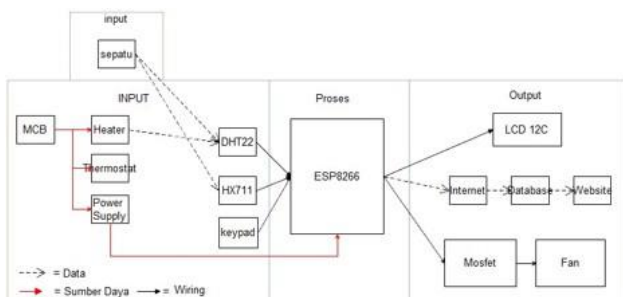 input
sepatu
INPUT
Proses
Output
MCB
Heater
Thermostat
Power
Supply
DHT22
HX711
keypad
ESP8266
LCD 12C
Internet
Database
Website
Mosfet
Fan
= Data
= Sumber Daya
= Wiring